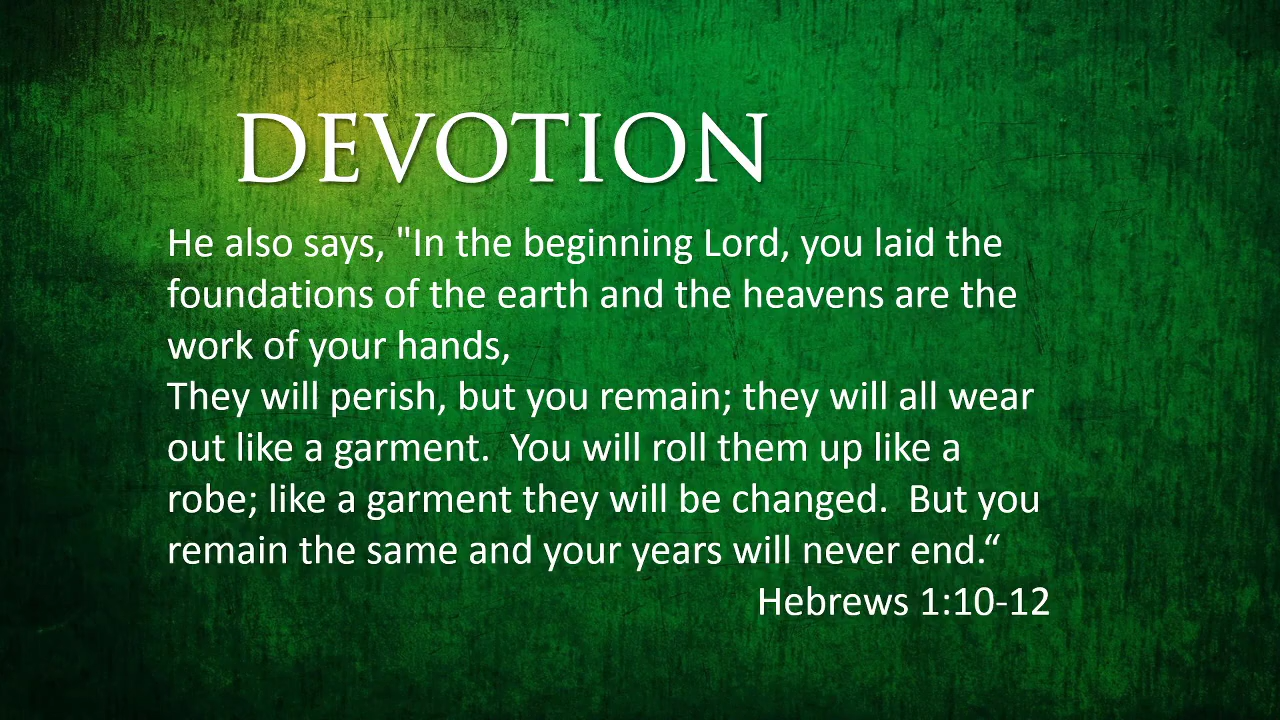 DEVOTION
He also says, "In the beginning Lord, you laid the
foundations of the earth and the heavens are the
work of your hands,
They will perish, but you remain; they will all wear
out like a garment.  You will roll them up like a
robe; like a garment they will be changed.  But you
remain the same and your years will never end.“
Hebrews 1:10-12